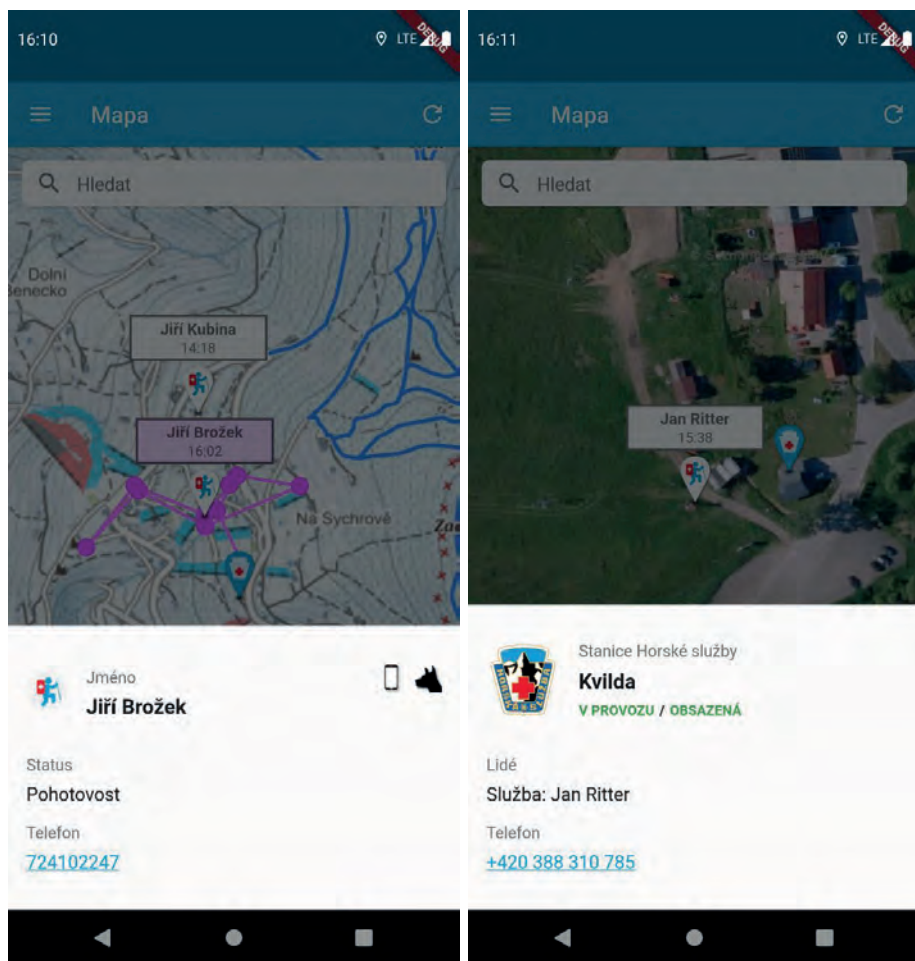 16:10
LTE
DEBUG
Mapa
Hledat
Dolní
Benecko
Jiří Kubina
14:18
Jiří Brožek
16:02
Na Sychrově
Jméno
Jiří Brožek
Status
Pohotovost
Telefon
724102247
16:11
LTE
DEBUG
Mapa
Hledat
Jan Ritter
15:38
Stanice Horské služby
Kvilda
V PROVOZU / OBSAZENÁ
Lidé
Služba: Jan Ritter
Telefon
+420 388 310 785